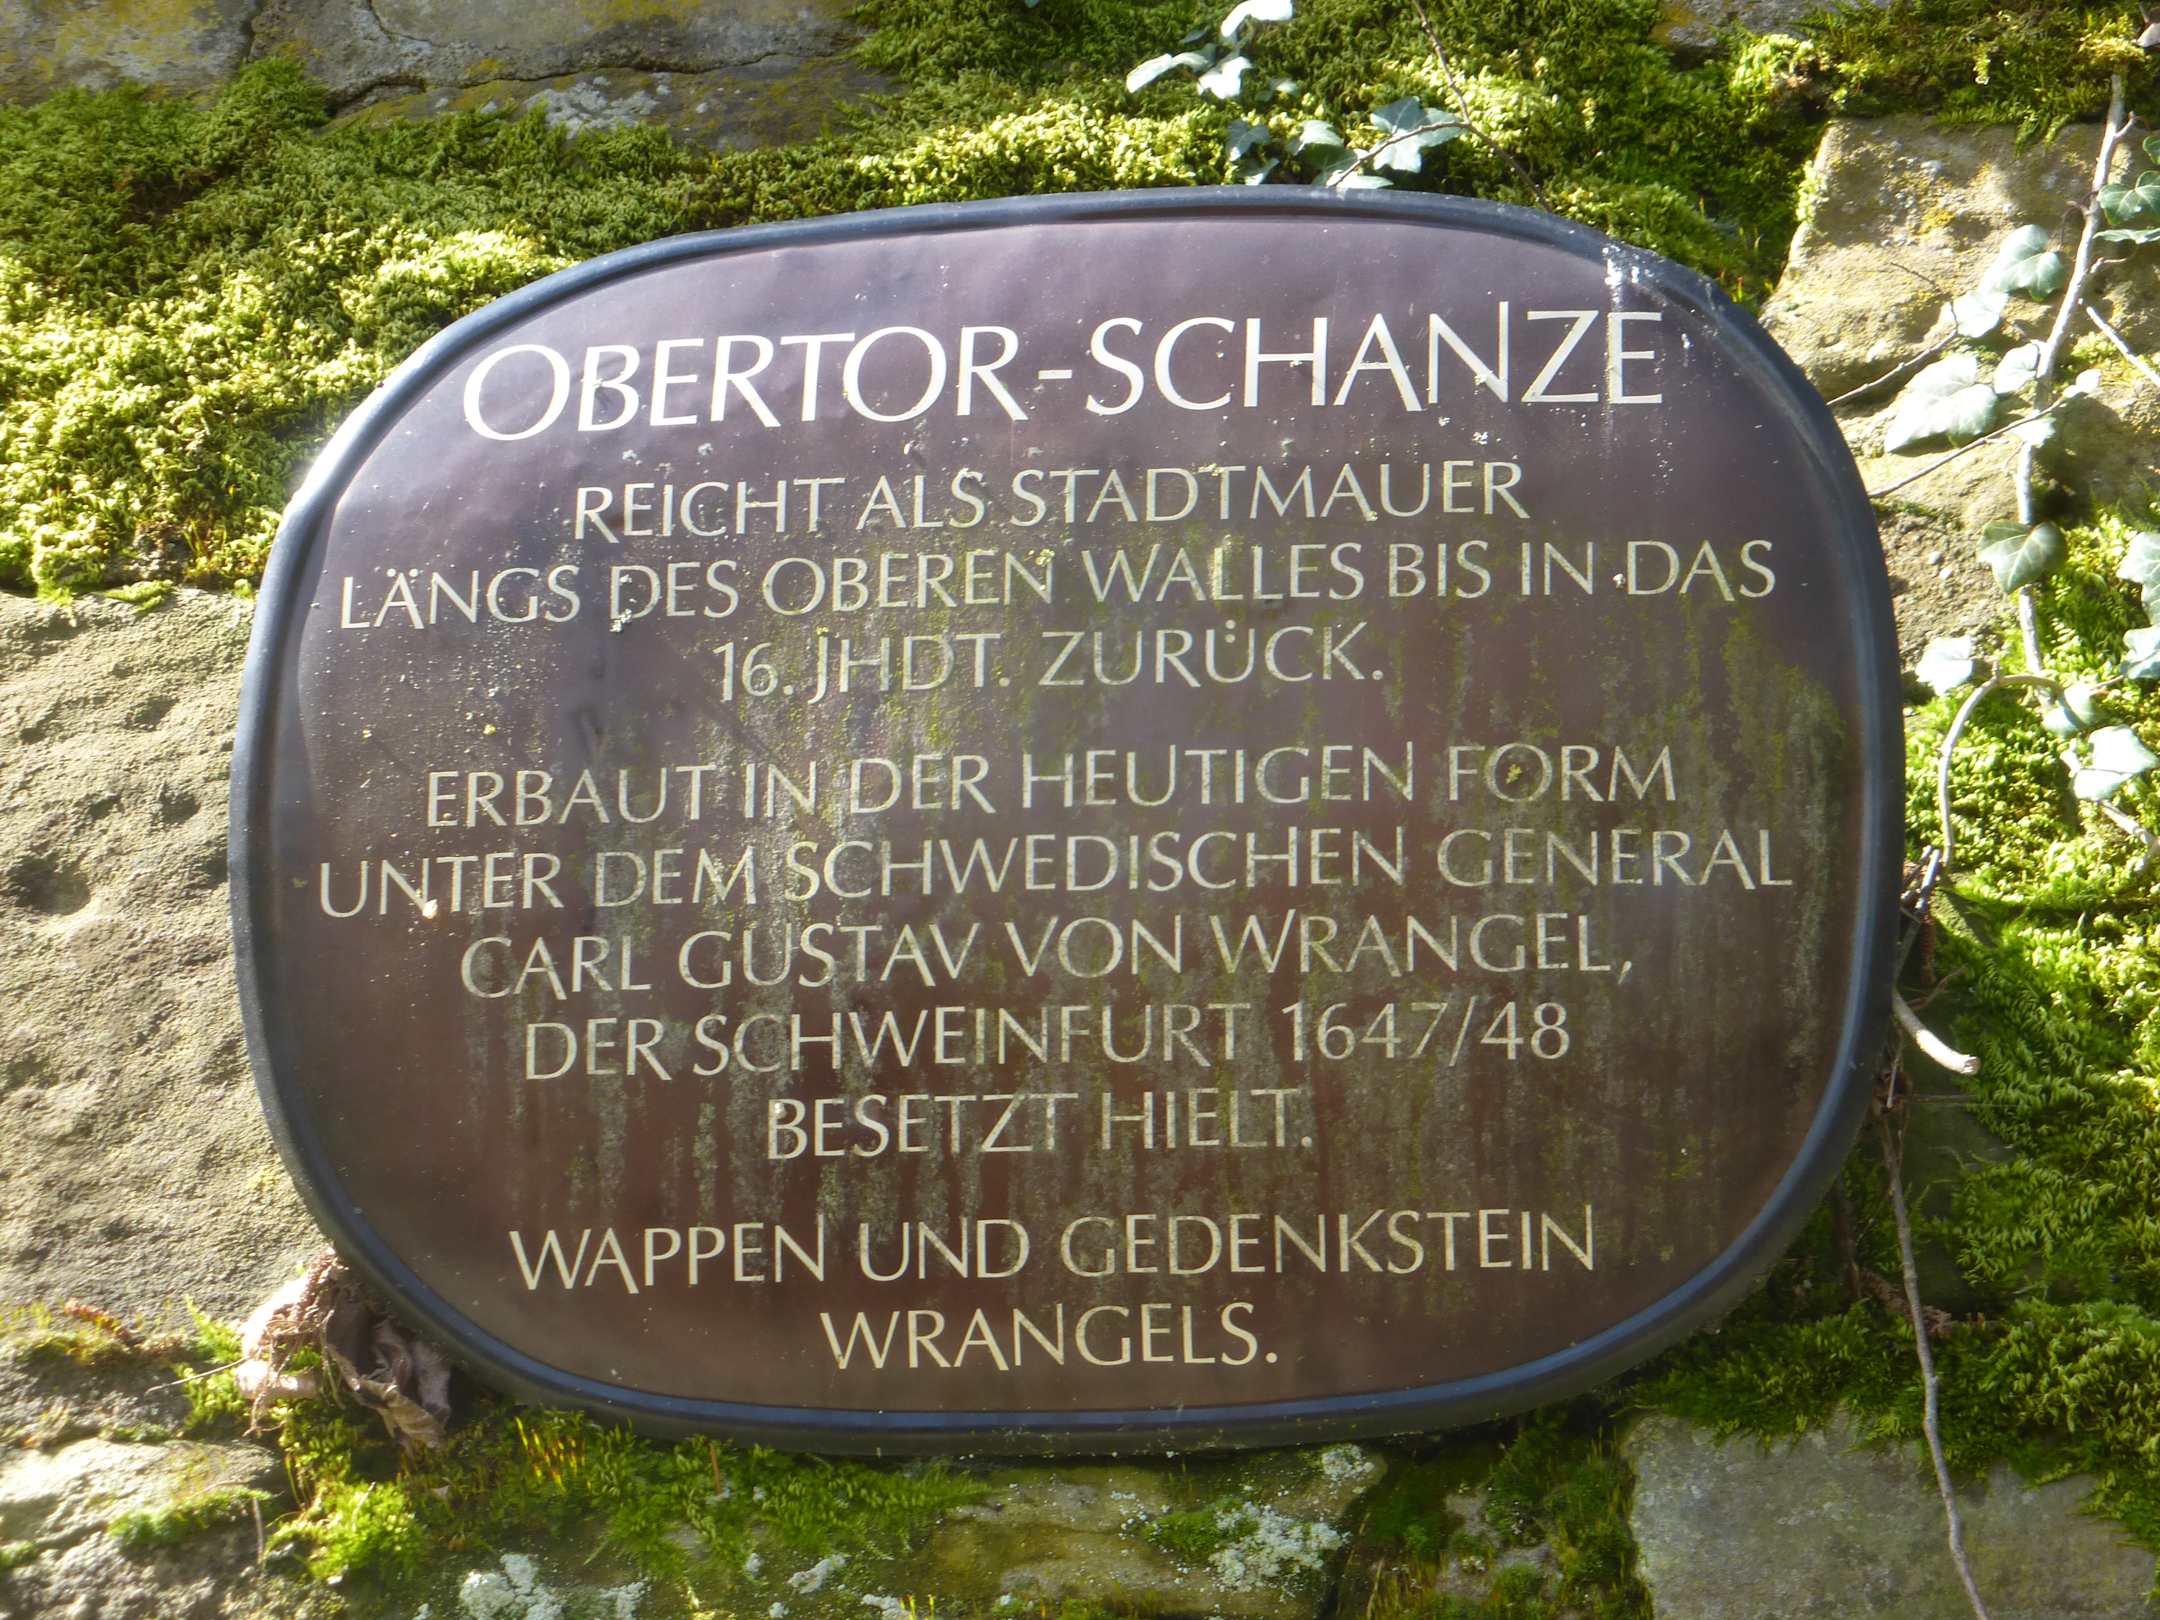 OBERTOR-SCHANZE
REICHT ALS STADTMAUER
LÄNGS DES OBEREN WALLES BIS IN DAS
16. JHDT. ZURÜCK.
ERBAUT IN DER HEUTIGEN FORM
UNTER DEM SCHWEDISCHEN GENERAL
CARL GUSTAV VON WRANGEL,
DER SCHWEINFURT 1647/48
BESETZT HIELT.
WAPPEN UND GEDENKSTEIN
WRANGELS.